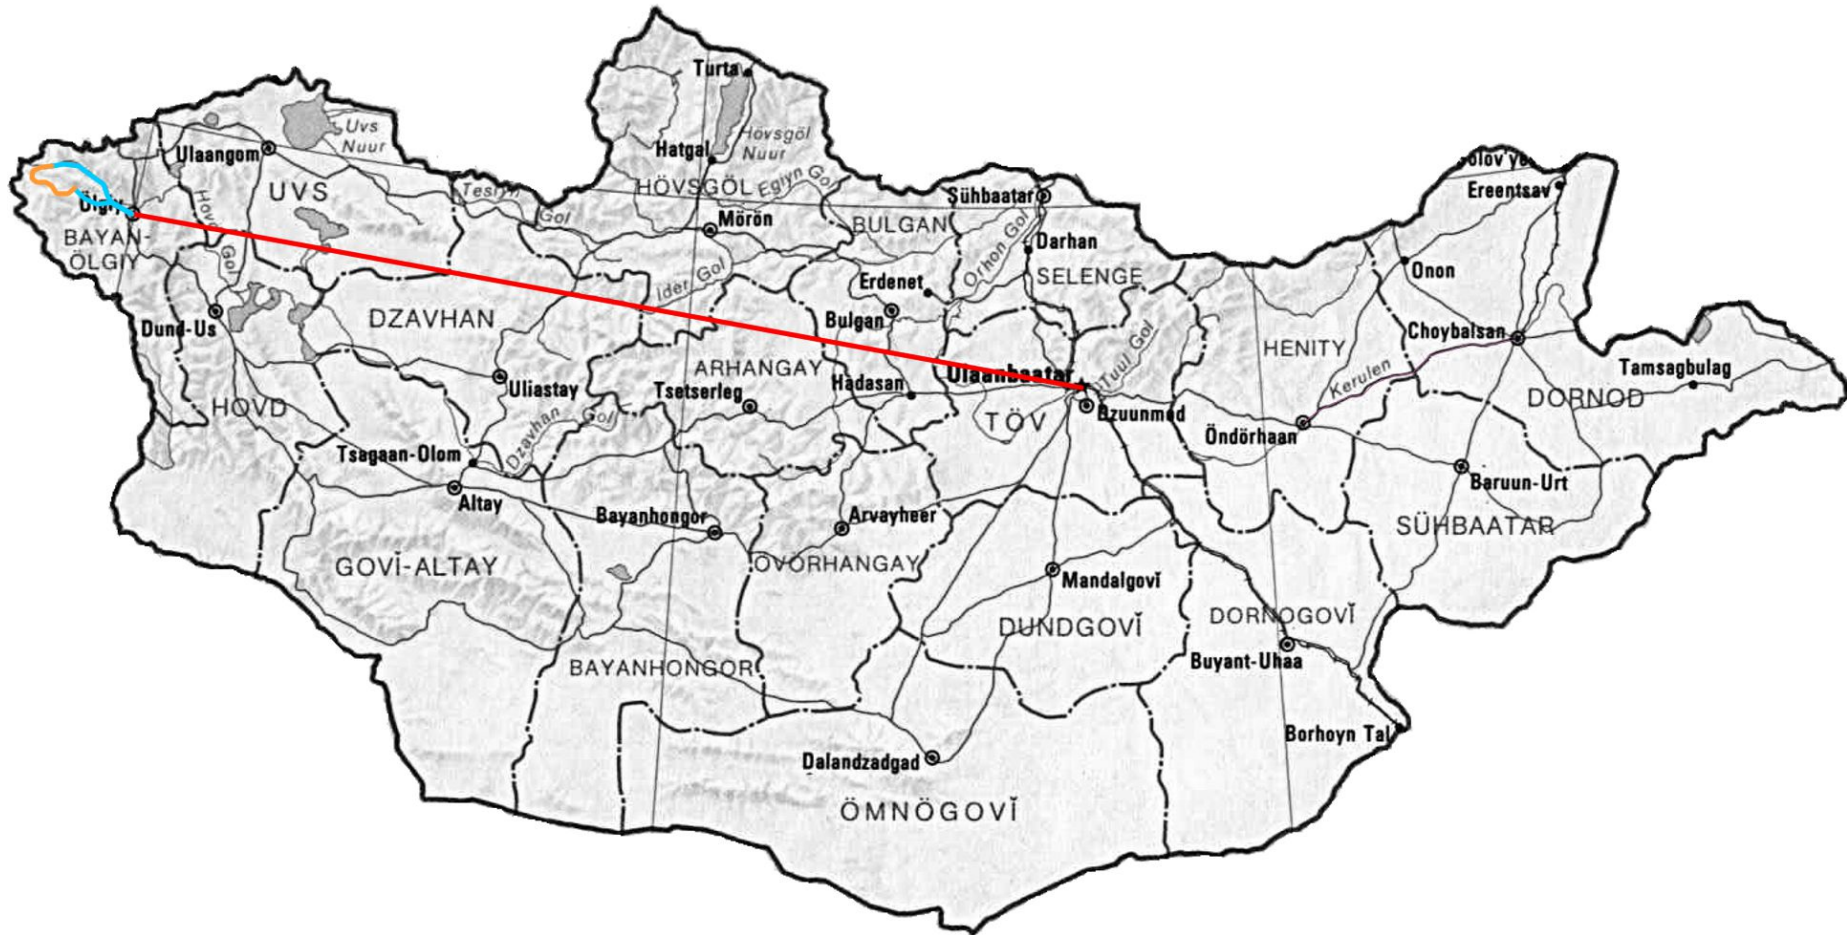 Turta
Hövsgöl
Nuur
Hatgal
Uvs
Nuur
Ulaangom
UVS
HÖVSGÖL
Egiyn Gol
Tesiyn
Gol
Mörön
BULGAN
Sühbaatar
Orhon Gol
Darhan
SELENGE
Ereentsav
Onon
Ölgiy
BAYAN-
ÖLGIY
Gol
Ider Gol
Erdenet
Bulgan
Dund-Us
DZAVHAN
ARHANGAY
Tuul Gol
HENITY
Choybalsan
Kerulen
Tamsagbulag
DORNOD
HOVD
Uliastay
Tsetserleg
Hadasan
Ulaanbaatar
Dzuunmod
TÖV
Öndörhaan
Dzavhan
Gol
Tsagaan-Olom
Altay
Bayanhongor
Arvayheer
Baruun-Urt
SÜHBAATAR
GOVĬ-ALTAY
ÖVÖRHANGAY
Mandalgovĭ
DUNDGOVĬ
DORNOGOVĬ
Buyant-Uhaa
BAYANHONGOR
Borhoyn Tal
Dalandzadgad
ÖMNÖGOVĬ